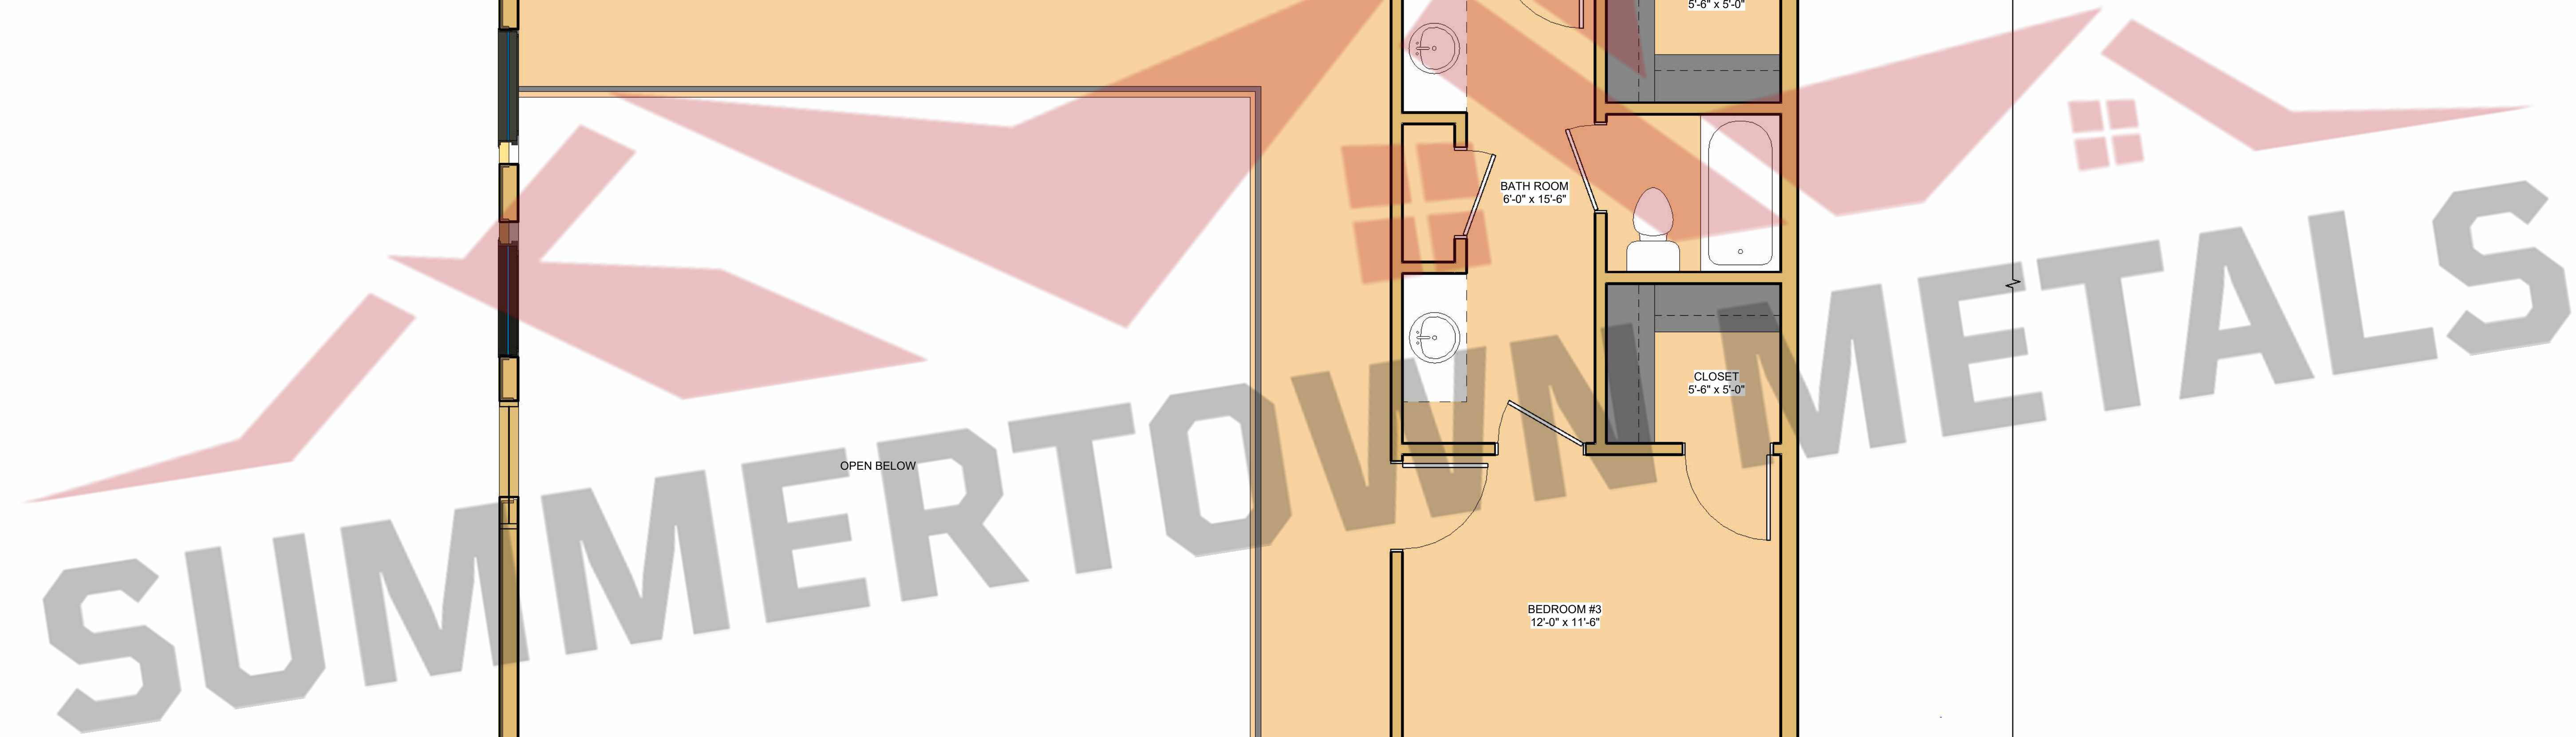 5'-6" x 5'-0"
BATH ROOM
6'-0" x 15'-6"
CLOSET
5'-6" x 5'-0"
OPEN BELOW
BEDROOM #3
12'-0" x 11'-6"
SUMMERTOWN METALS